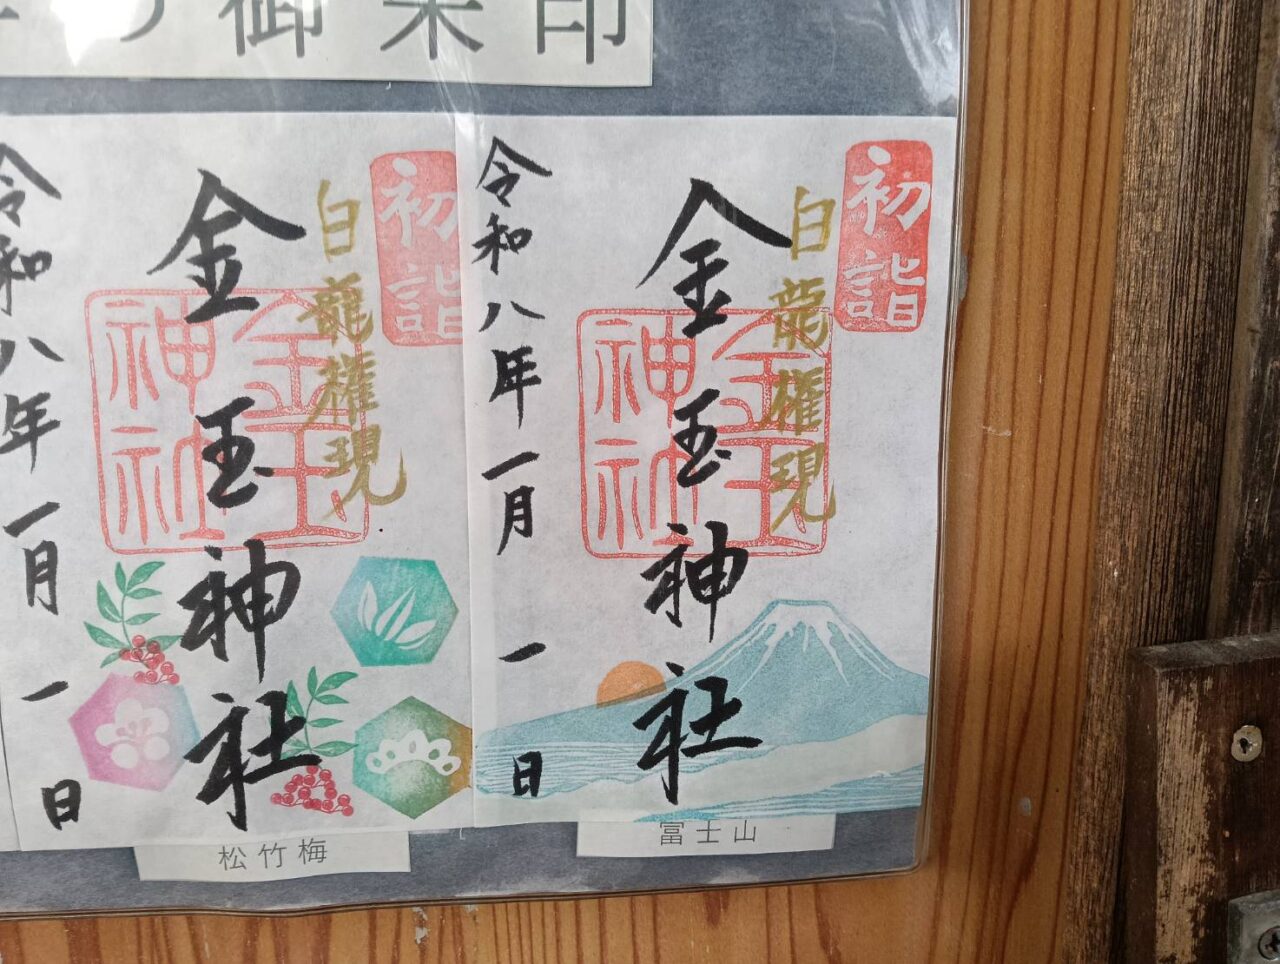 御朱印
初詣
白龍権現
金玉神社
金玉神社
令和八年一月一日
富士山
初詣
白龍権現
金玉神社
金玉神社
令和八年一月一日
松竹梅